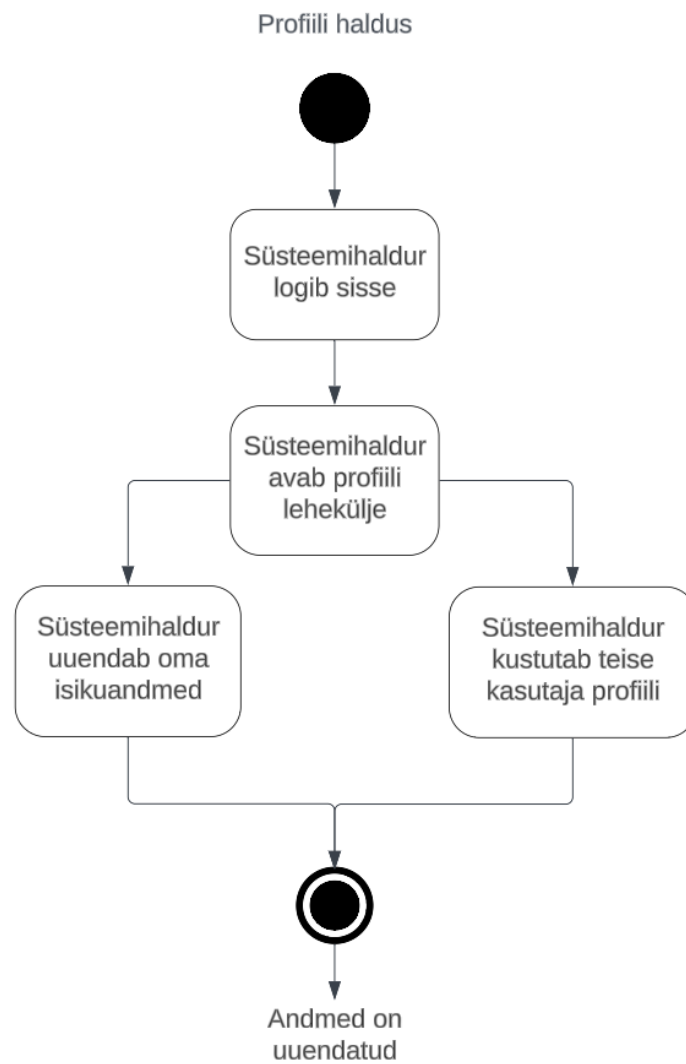 Profiili haldus
Süsteemihaldur
logib sisse
Süsteemihaldur
avab profiili
lehekülje
Süsteemihaldur
uuendab oma
isikuandmed
Süsteemihaldur
kustutab teise
kasutaja profiili
Andmed on
uuendatud